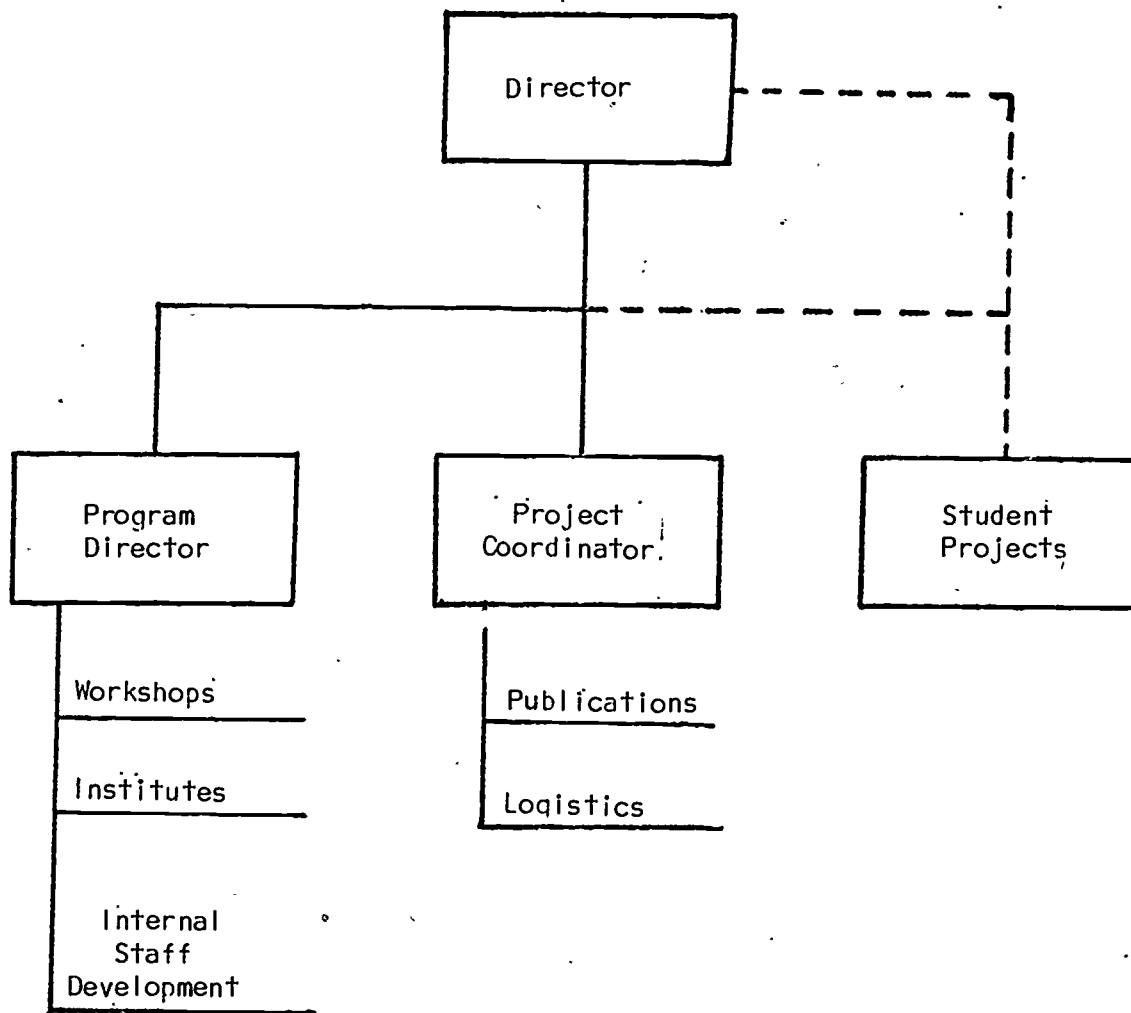 Director
Program
Director
Project
Coordinator
Student
Projects
Workshops
Institutes
Internal
Staff
Development
Publications
Logistics